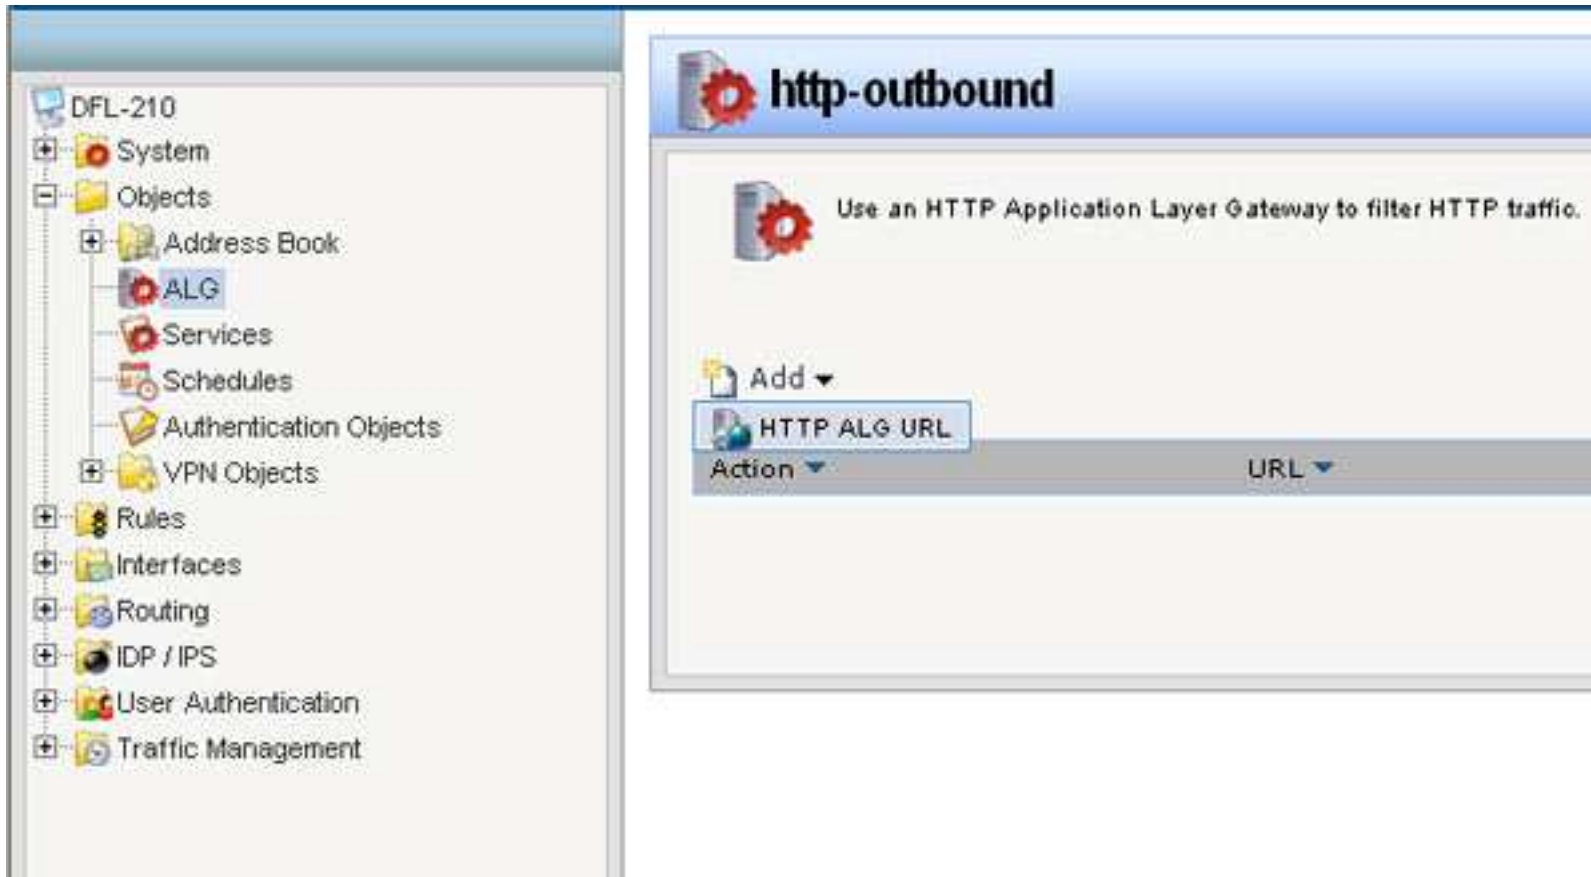 DFL-210
System
Objects
Address Book
ALG
Services
Schedules
Authentication Objects
VPN Objects
Rules
Interfaces
Routing
IDP / IPS
User Authentication
Traffic Management
http-outbound
Use an HTTP Application Layer Gateway to filter HTTP traffic.
Add
HTTP ALG URL
Action URL